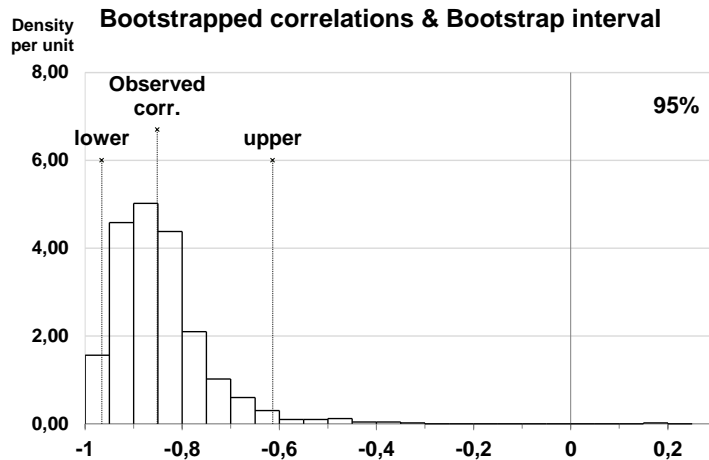 Bootstrapped correlations & Bootstrap interval
Density
per unit
8,00
6,00
4,00
2,00
0,00
Observed
corr.
lower
upper
95%
-1
-0,8
-0,6
-0,4
-0,2
0
0,2